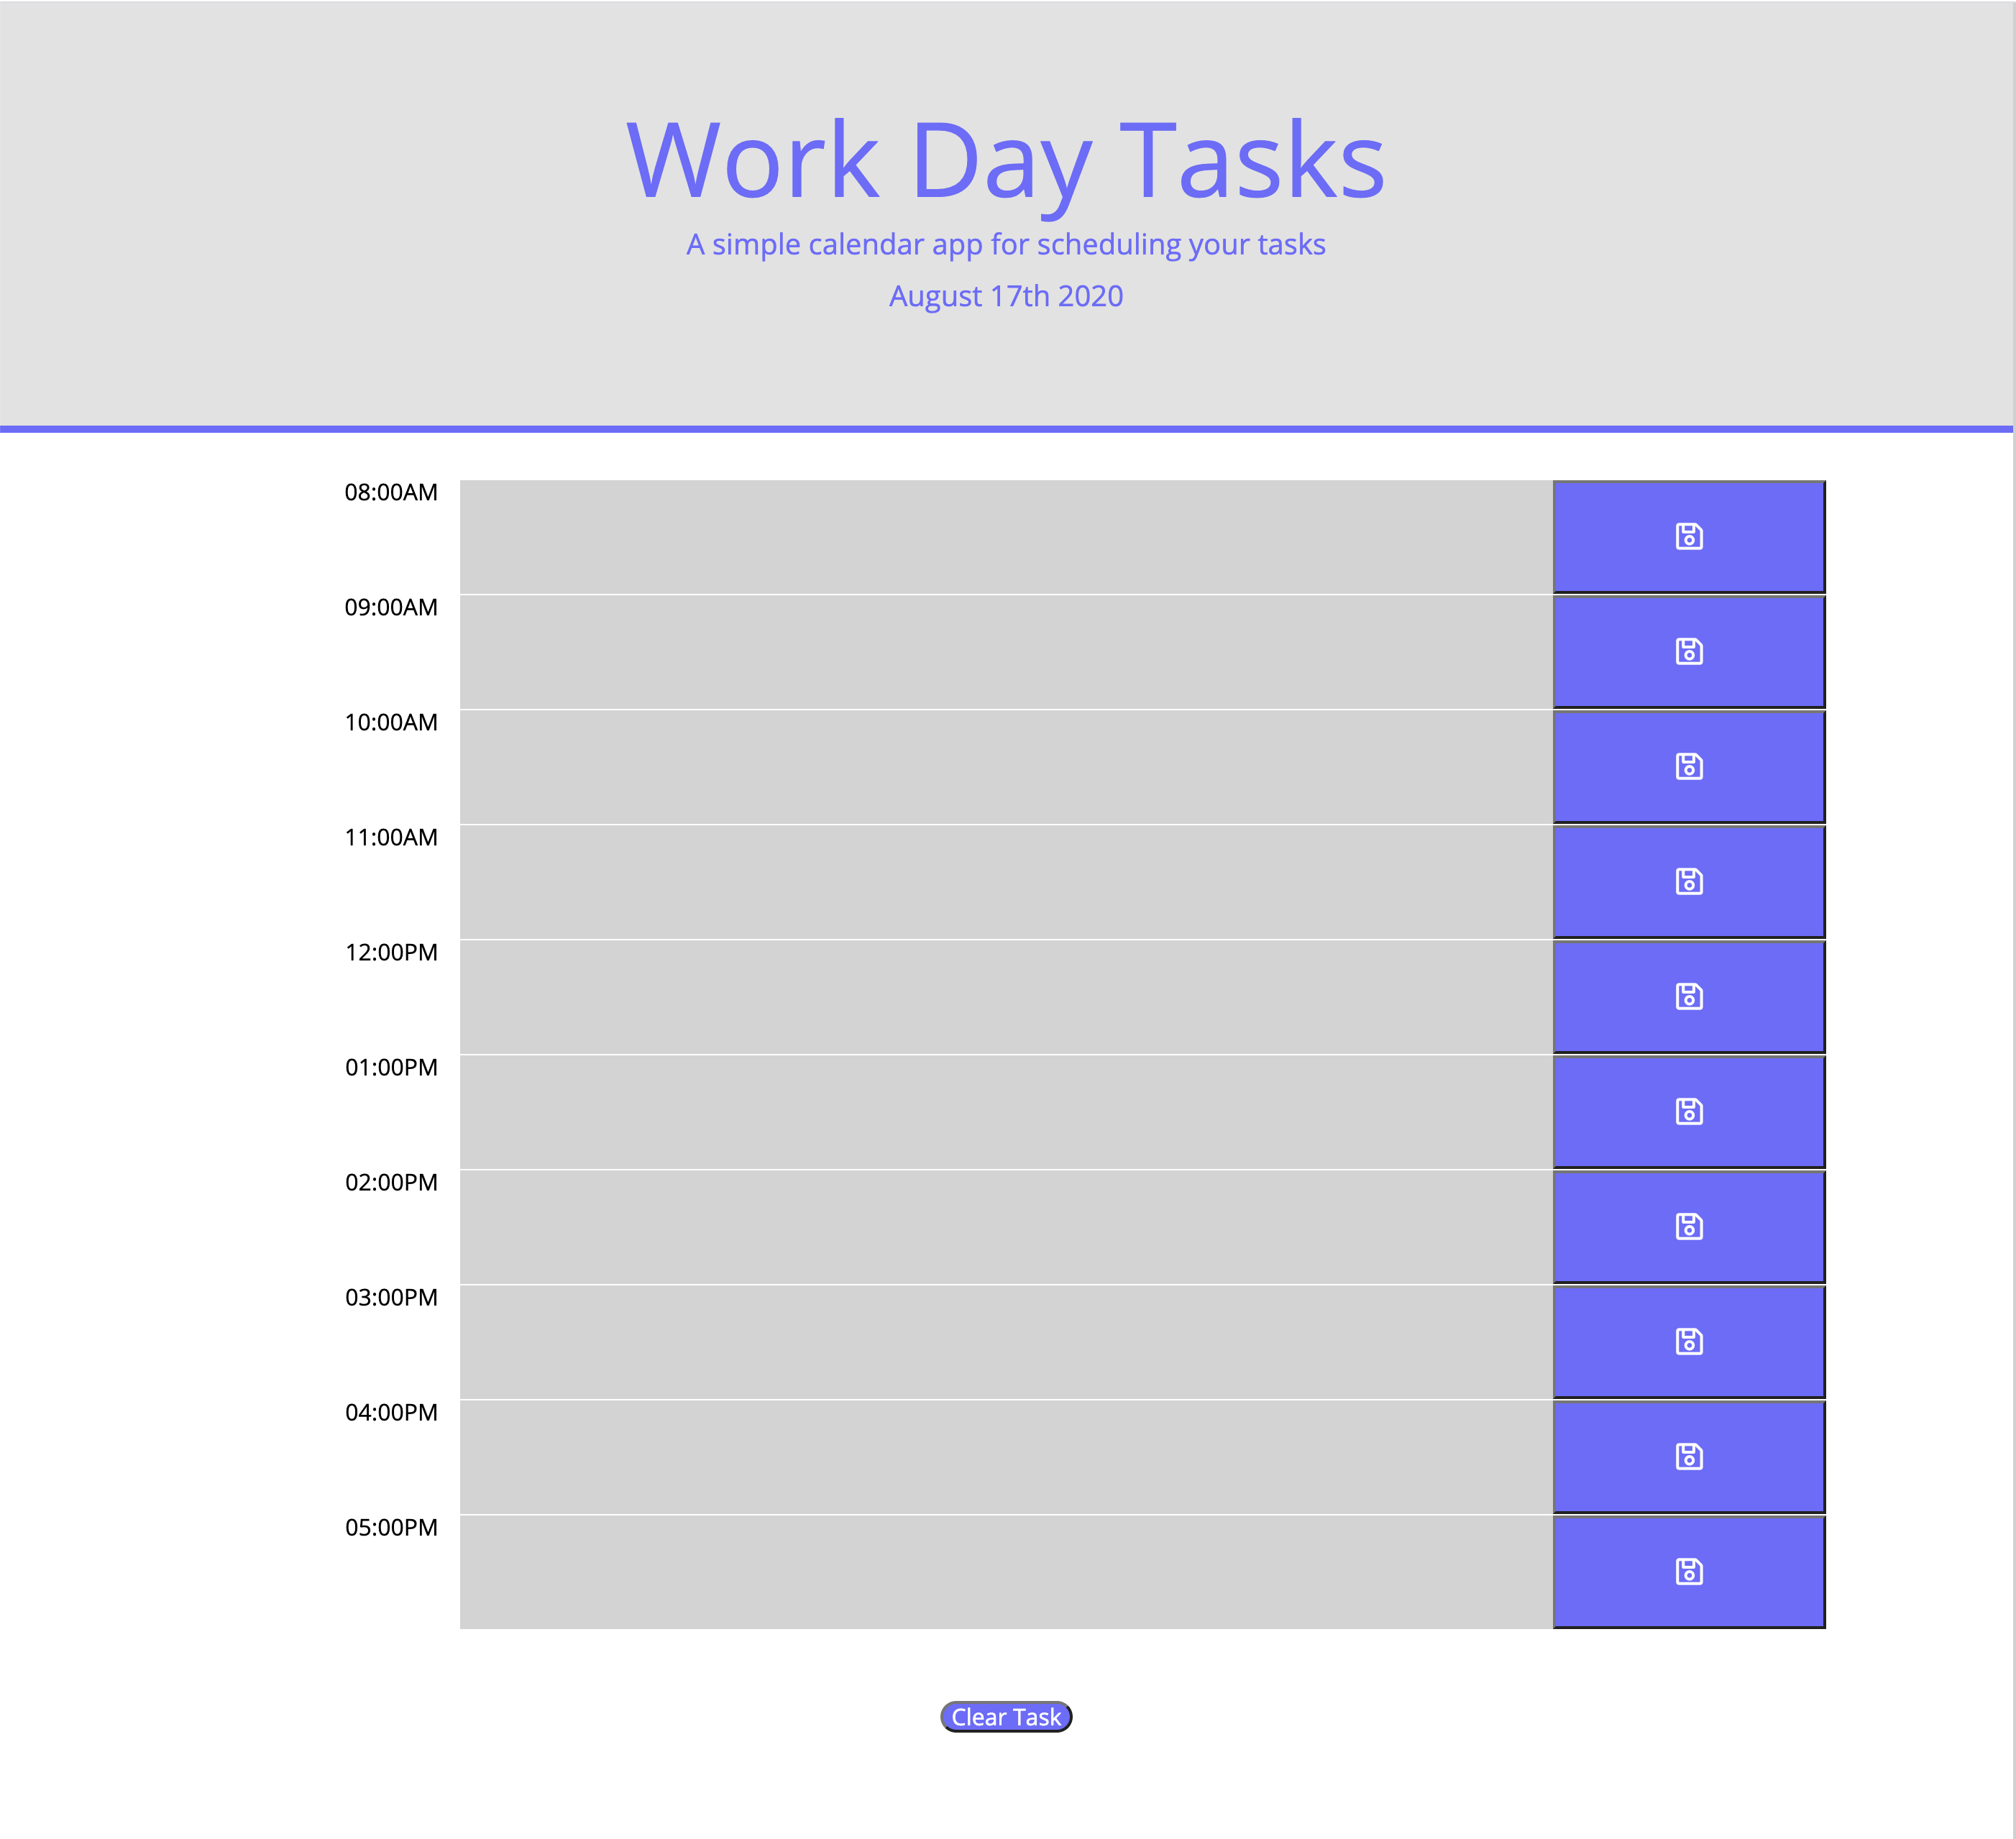 Work Day Tasks
A simple calendar app for scheduling your tasks
August 17th 2020
08:00AM
09:00AM
10:00AM
11:00AM
12:00PM
01:00PM
02:00PM
03:00PM
04:00PM
05:00PM
Clear Task